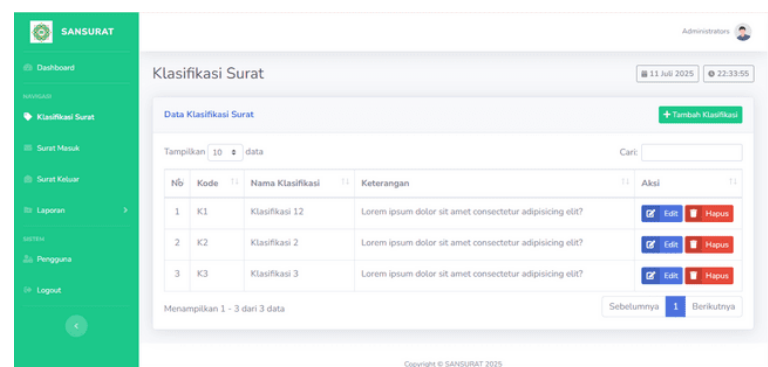 SANSURAT
Administrators
Dashboard
Klasifikasi Surat
11 Juli 2025
22:33:55
NAVIGASI
Klasifikasi Surat
Data Klasifikasi Surat
Tambah Klasifikasi
Surat Masuk
Tampilkan 10 data
Cari:
Surat Keluar
No Kode Nama Klasifikasi Keterangan Aksi
Laporan
1 K1 Klasifikasi 12 Lorem ipsum dolor sit amet consectetur adipisicing elit? Edit Hapus
SISTEM
Pengguna
2 K2 Klasifikasi 2 Lorem ipsum dolor sit amet consectetur adipisicing elit? Edit Hapus
3 K3 Klasifikasi 3 Lorem ipsum dolor sit amet consectetur adipisicing elit? Edit Hapus
Logout
Menampilkan 1 - 3 dari 3 data
Sebelumnya 1 Berikutnya
Copyright © SANSURAT 2025